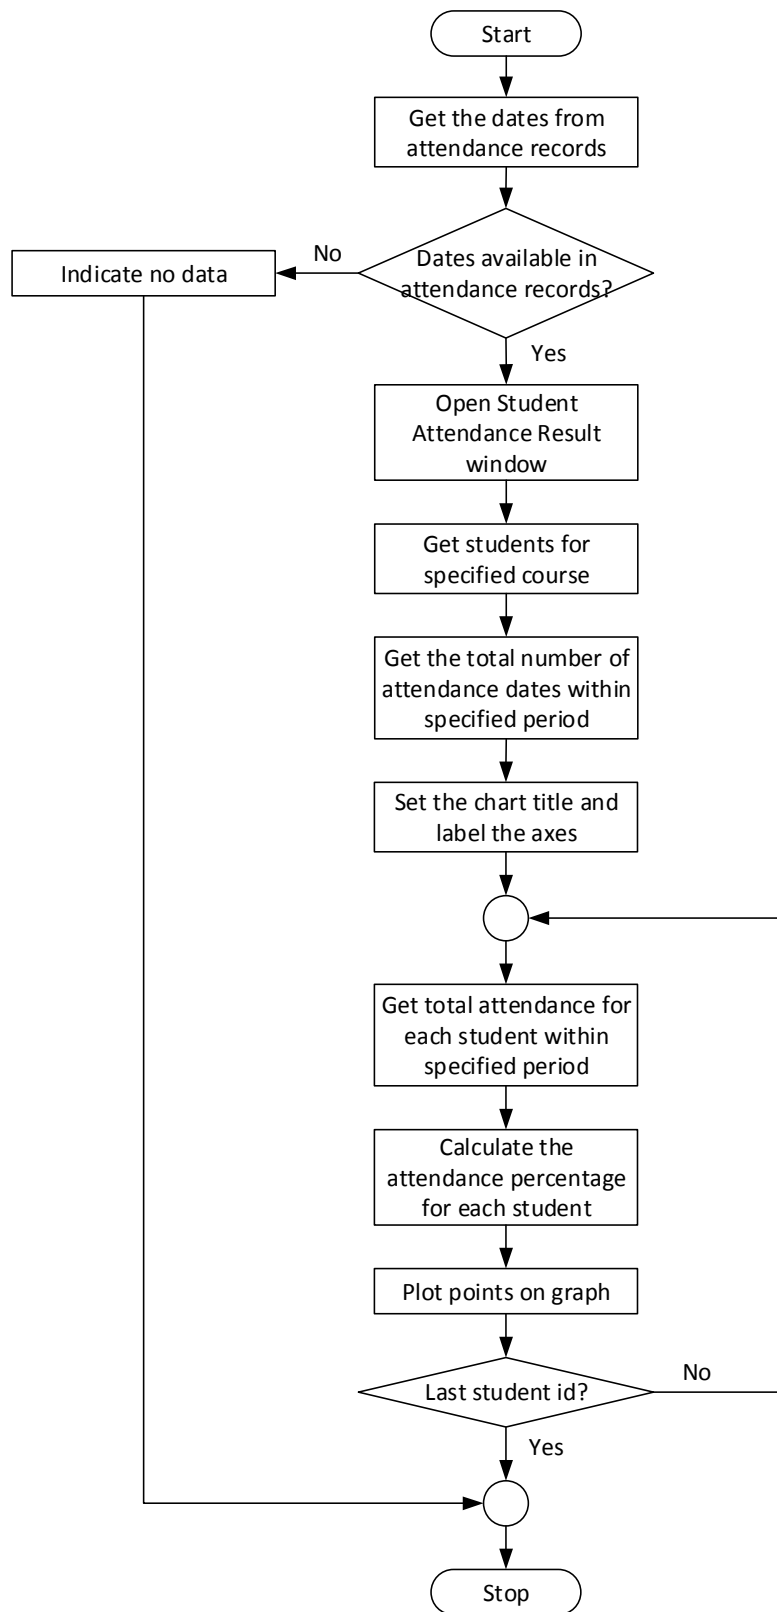 Start
Get the dates from
attendance records
Dates available in
attendance records?
No
Indicate no data
Yes
Open Student
Attendance Result
window
Get students for
specified course
Get the total number of
attendance dates within
specified period
Set the chart title and
label the axes
Get total attendance for
each student within
specified period
Calculate the
attendance percentage
for each student
Plot points on graph
Last student id?
No
Yes
Stop